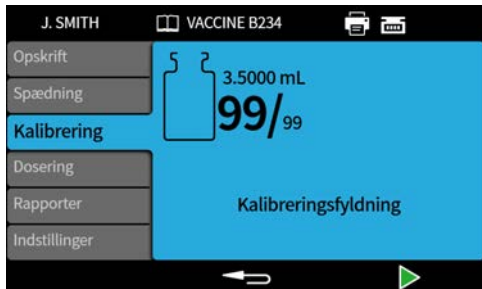 J. SMITH
VACCINE B234
Opskrift
Spædning
Kalibrering
Dosering
Rapporter
Indstillinger
3.5000 mL
99/99
Kalibreringsfyldning